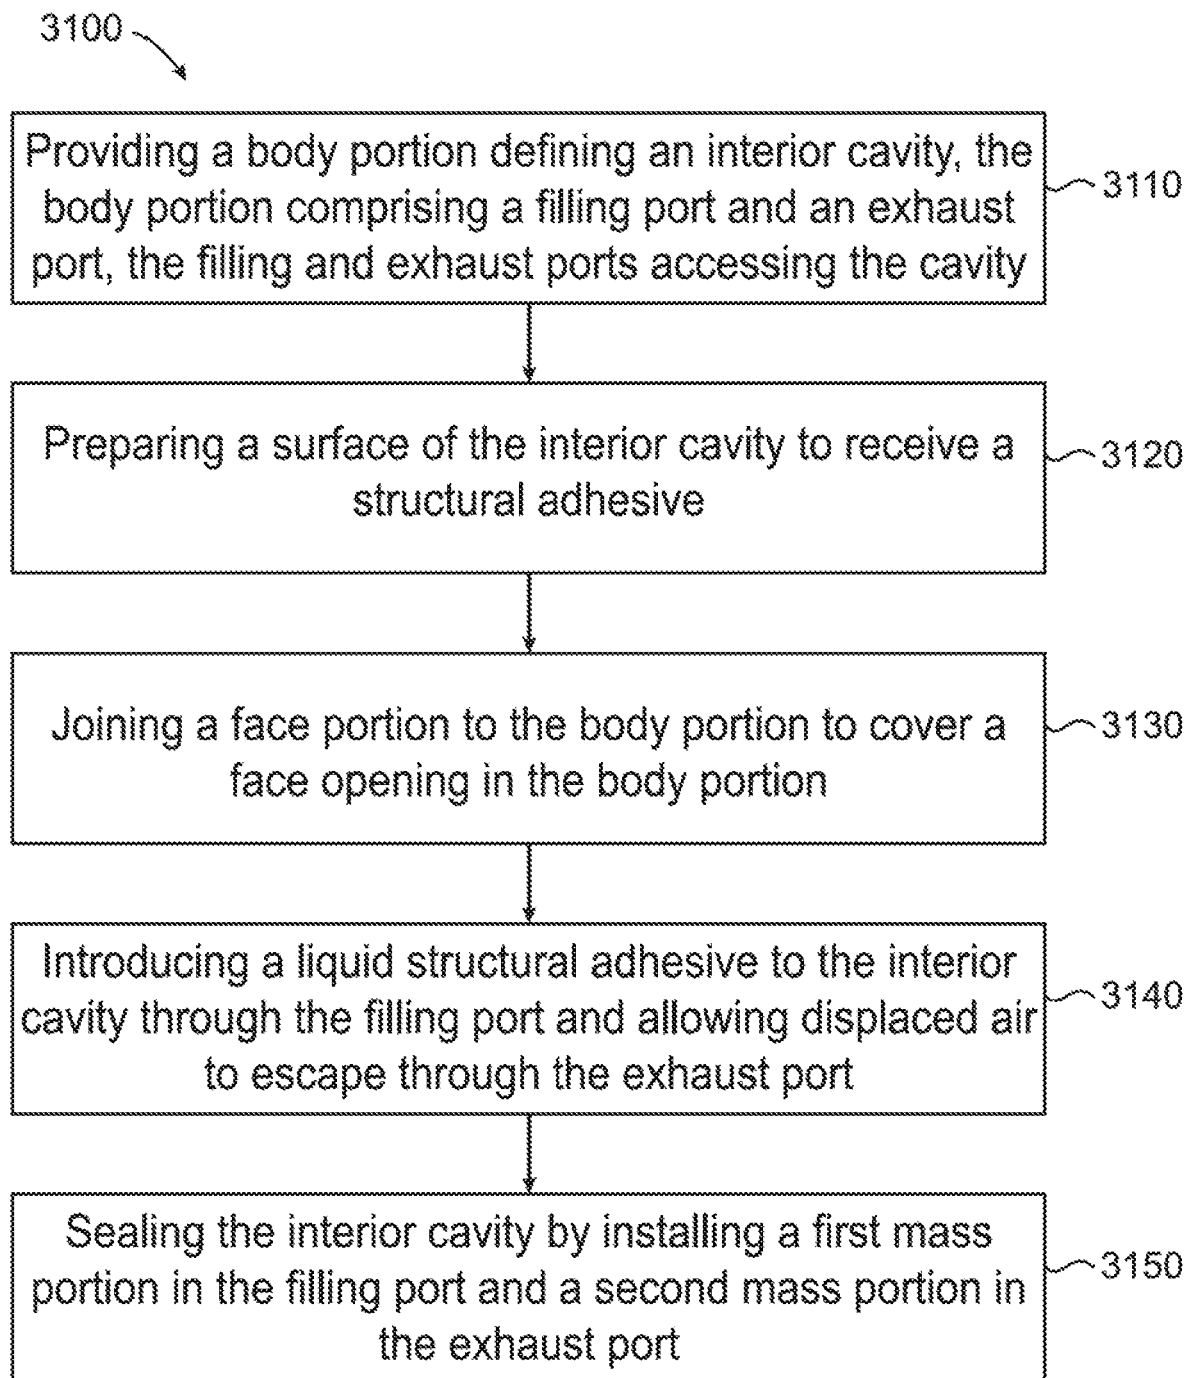 3100
Providing a body portion defining an interior cavity, the
body portion comprising a filling port and an exhaust
port, the filling and exhaust ports accessing the cavity
3110
Preparing a surface of the interior cavity to receive a
structural adhesive
3120
Joining a face portion to the body portion to cover a
face opening in the body portion
3130
Introducing a liquid structural adhesive to the interior
cavity through the filling port and allowing displaced air
to escape through the exhaust port
3140
Sealing the interior cavity by installing a first mass
portion in the filling port and a second mass portion in
the exhaust port
3150